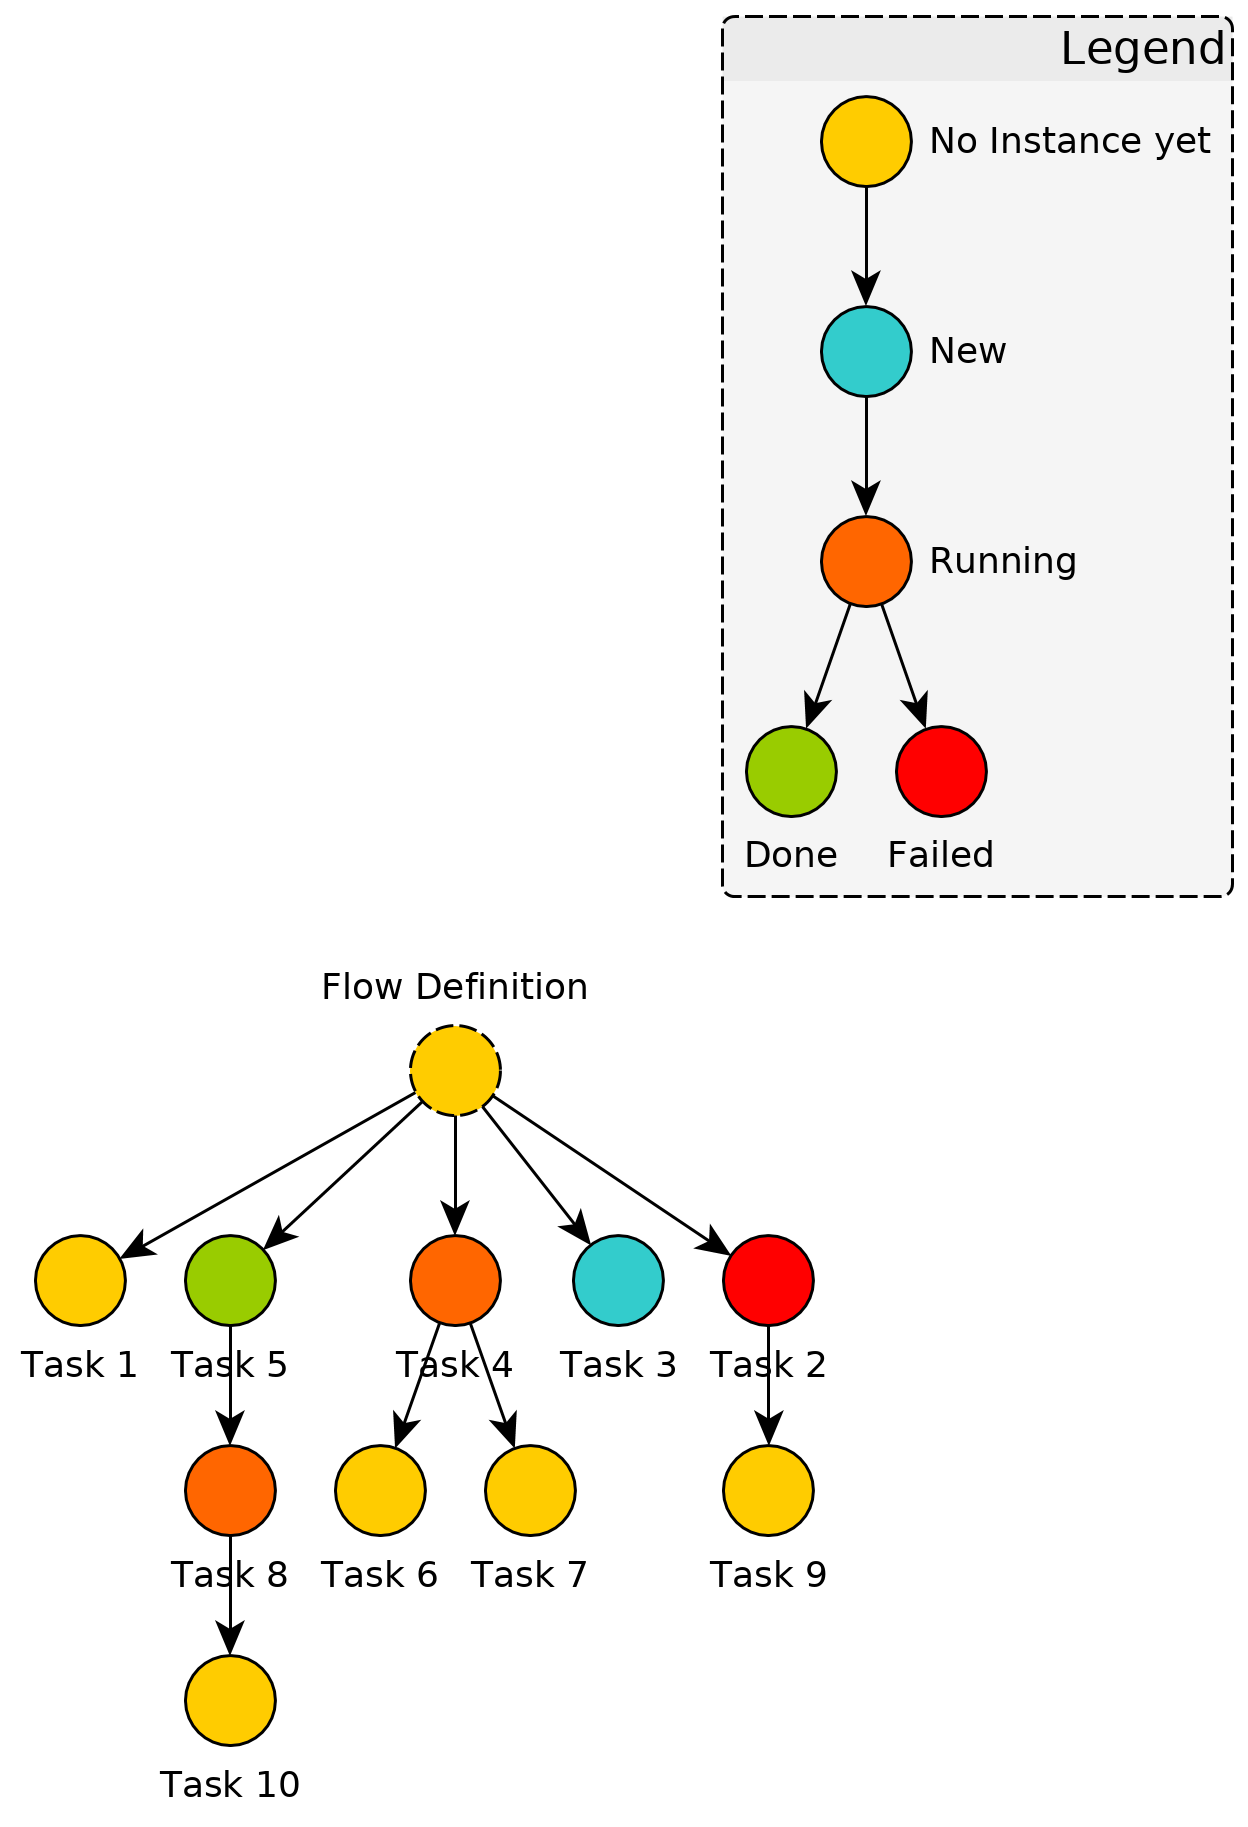 Legend
No Instance yet
New
Running
Done Failed
Flow Definition
Task 1 Task 5 Task 4 Task 3 Task 2
Task 8 Task 6 Task 7 Task 9
Task 10